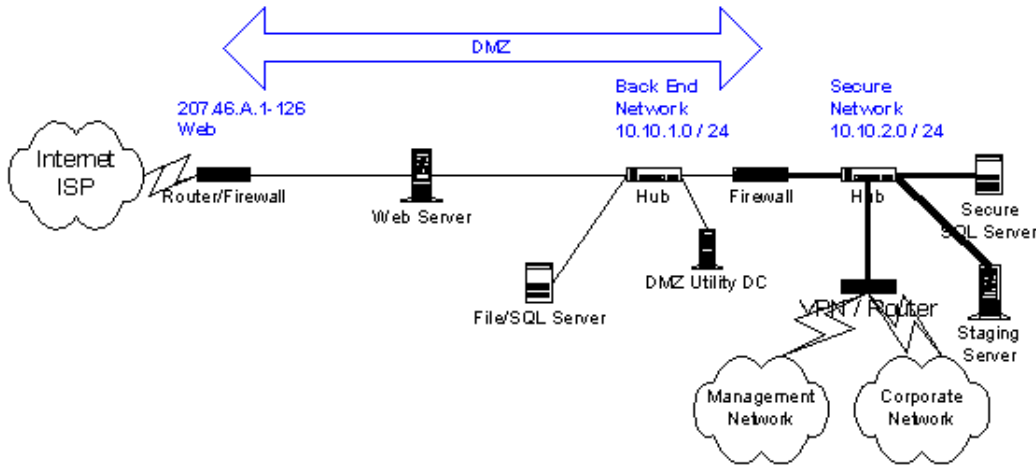 DMZ
207.46.A.1-126
Web
Back End
Network
10.10.1.0 / 24
Secure
Network
10.10.2.0 / 24
Internet
ISP
Router/Firewall
Web Server
Hub
Firewall
Hub
Secure
SQL Server
File/SQL Server
DMZ Utility DC
VPN / Router
Staging
Server
Management
Network
Corporate
Network